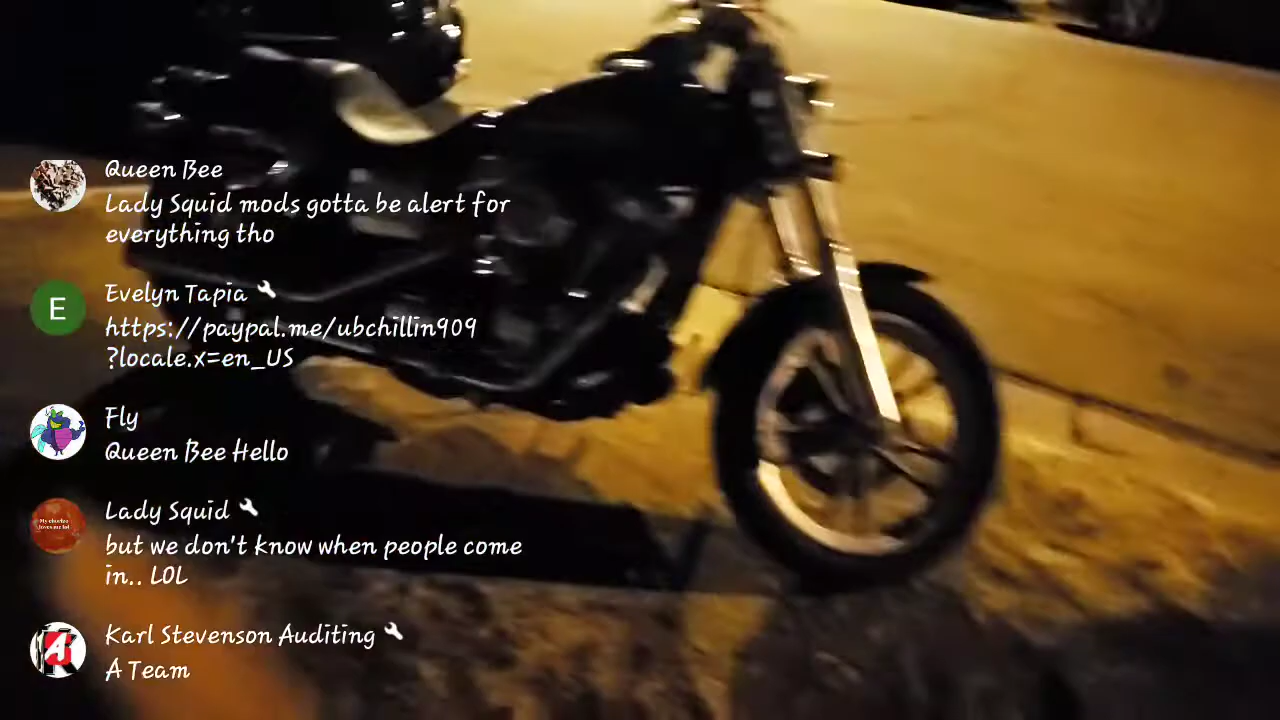 Queen Bee
Lady Squid mods gotta be alert for
everything tho
E
Evelyn Tapia
https://paypal.me/ubchillin909
?locale.x=en_US
Fly
Queen Bee Hello
Lady Squid
but we don't know when people come
in.. LOL
Karl Stevenson Auditing
A Team